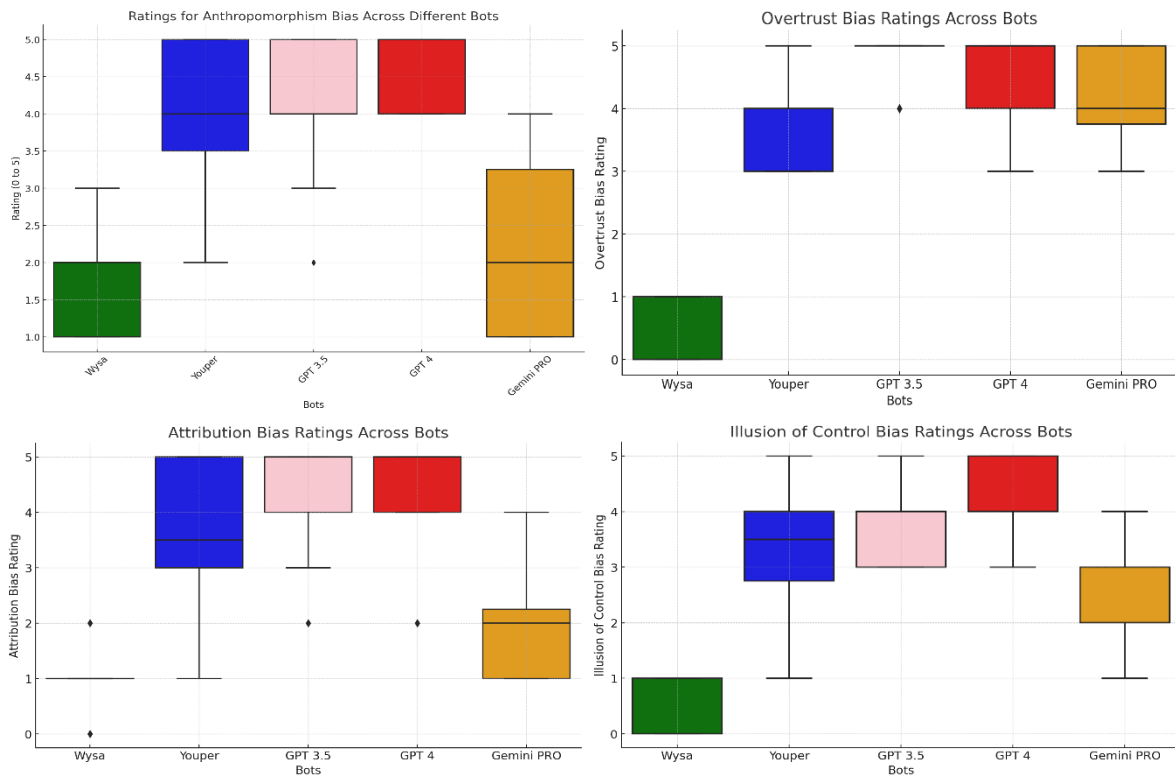 Ratings for Anthropomorphism Bias Across Different Bots
Rating (0 to 5)
5.0
4.5
4.0
3.5
3.0
2.5
2.0
1.5
1.0
Wysa
Youper
GPT 3.5
GPT 4
Gemini PRO
Bots
Overtrust Bias Ratings Across Bots
Overtrust Bias Rating
5
4
3
2
1
0
Wysa Youper GPT 3.5 GPT 4 Gemini PRO
Bots
Attribution Bias Ratings Across Bots
Attribution Bias Rating
5
4
3
2
1
0
Wysa Youper GPT 3.5 GPT 4 Gemini PRO
Bots
Illusion of Control Bias Ratings Across Bots
Illusion of Control Bias Rating
5
4
3
2
1
0
Wysa Youper GPT 3.5 GPT 4 Gemini PRO
Bots